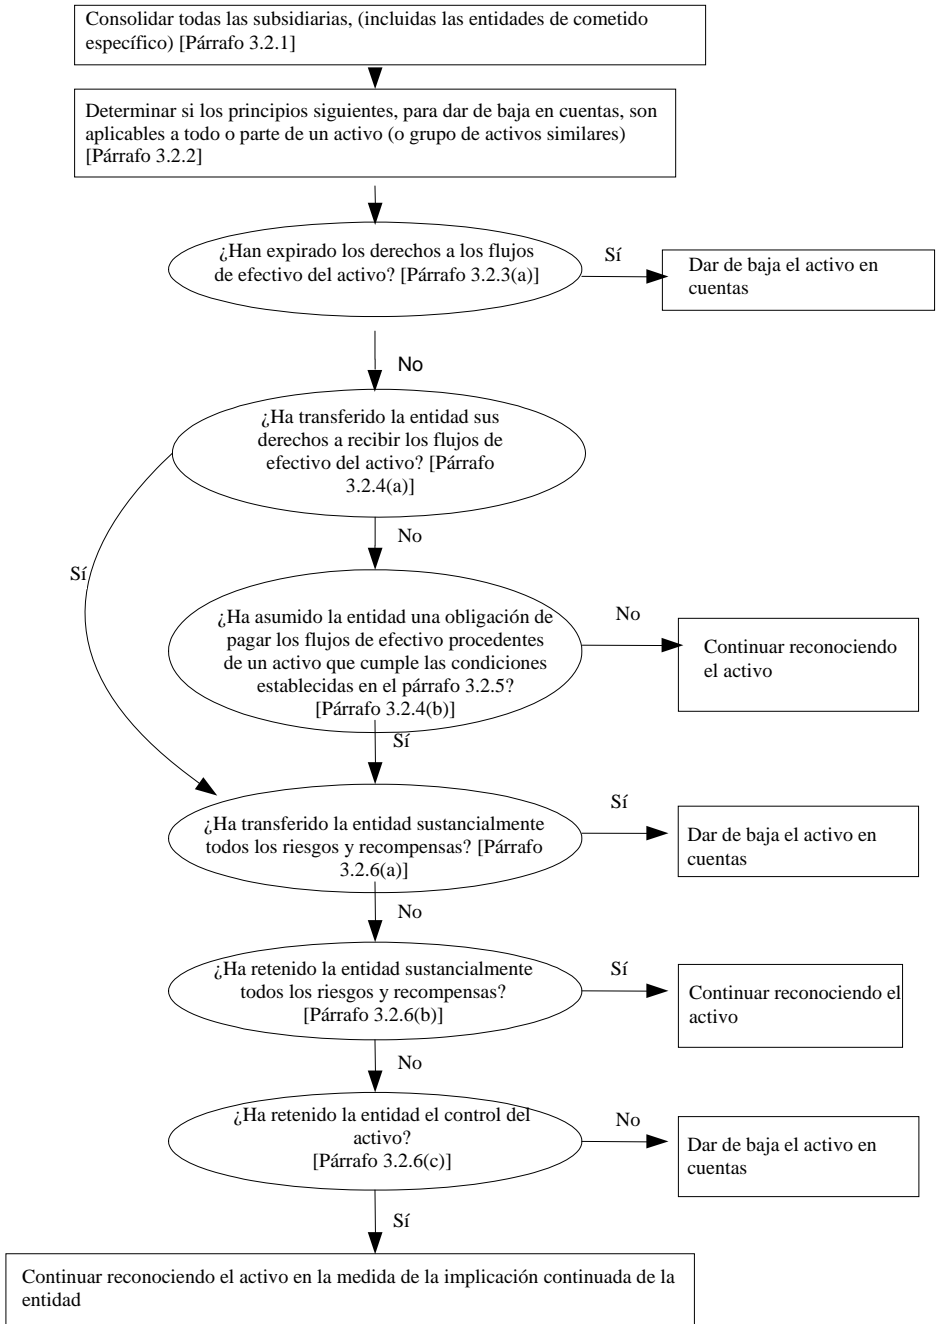 Consolidar todas las subsidiarias, (incluidas las entidades de cometido
específico) [Párrafo 3.2.1]
Determinar si los principios siguientes, para dar de baja en cuentas, son
aplicables a todo o parte de un activo (o grupo de activos similares)
[Párrafo 3.2.2]
¿Han expirado los derechos a los flujos
de efectivo del activo? [Párrafo 3.2.3(a)]
Sí
Dar de baja el activo en
cuentas
No
¿Ha transferido la entidad sus
derechos a recibir los flujos de
efectivo del activo? [Párrafo
3.2.4(a)]
No
Sí
¿Ha asumido la entidad una obligación de
pagar los flujos de efectivo procedentes
de un activo que cumple las condiciones
establecidas en el párrafo 3.2.5?
[Párrafo 3.2.4(b)]
No
Continuar reconociendo
el activo
Sí
¿Ha transferido la entidad sustancialmente
todos los riesgos y recompensas? [Párrafo
3.2.6(a)]
Sí
Dar de baja el activo en
cuentas
No
¿Ha retenido la entidad sustancialmente
todos los riesgos y recompensas?
[Párrafo 3.2.6(b)]
Sí
Continuar reconociendo el
activo
No
¿Ha retenido la entidad el control del
activo?
[Párrafo 3.2.6(c)]
No
Dar de baja el activo en
cuentas
Sí
Continuar reconociendo el activo en la medida de la implicación continuada de la
entidad